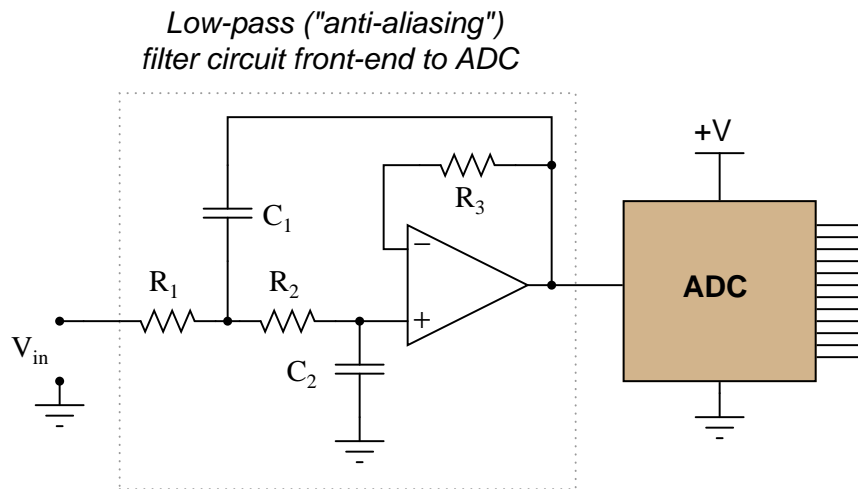 Low-pass ("anti-aliasing")
filter circuit front-end to ADC
+V
R3
C1
−
ADC
R1
R2
+
Vin
C2